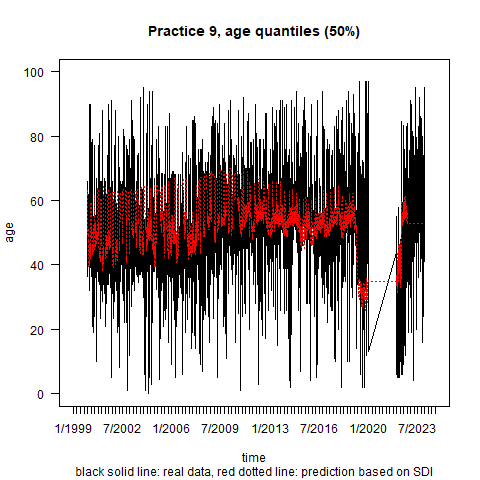 Practice 9, age quantiles (50%)
100
80
60
40
20
0
age
1/1999 7/2002 1/2006 7/2009 1/2013 7/2016 1/2020 7/2023
time
black solid line: real data, red dotted line: prediction based on SDI